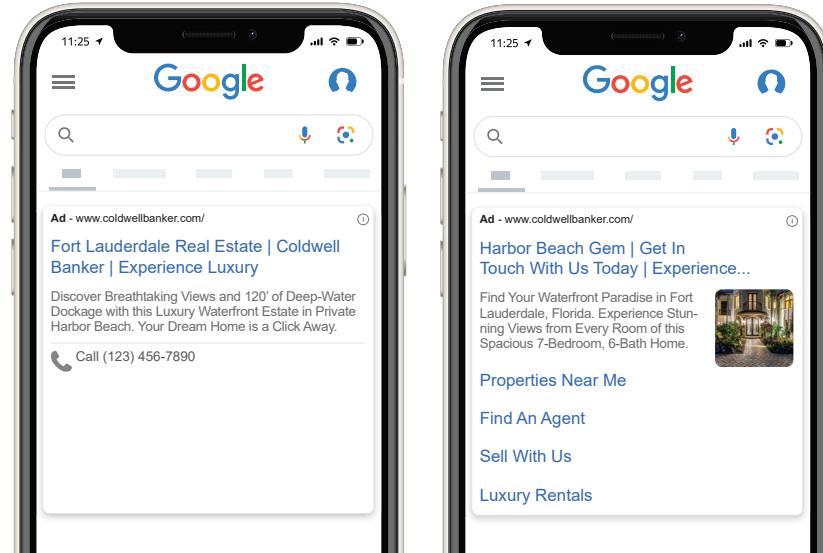 11:25
Google
Ad - www.coldwellbanker.com/
Fort Lauderdale Real Estate | Coldwell
Banker | Experience Luxury
Discover Breathtaking Views and 120' of Deep-Water
Dockage with this Luxury Waterfront Estate in Private
Harbor Beach. Your Dream Home is a Click Away.
Call (123) 456-7890
11:25
Google
Ad - www.coldwellbanker.com/
Harbor Beach Gem | Get In
Touch With Us Today | Experience...
Find Your Waterfront Paradise in Fort
Lauderdale, Florida. Experience Stun-
ning Views from Every Room of this
Spacious 7-Bedroom, 6-Bath Home.
Properties Near Me
Find An Agent
Sell With Us
Luxury Rentals